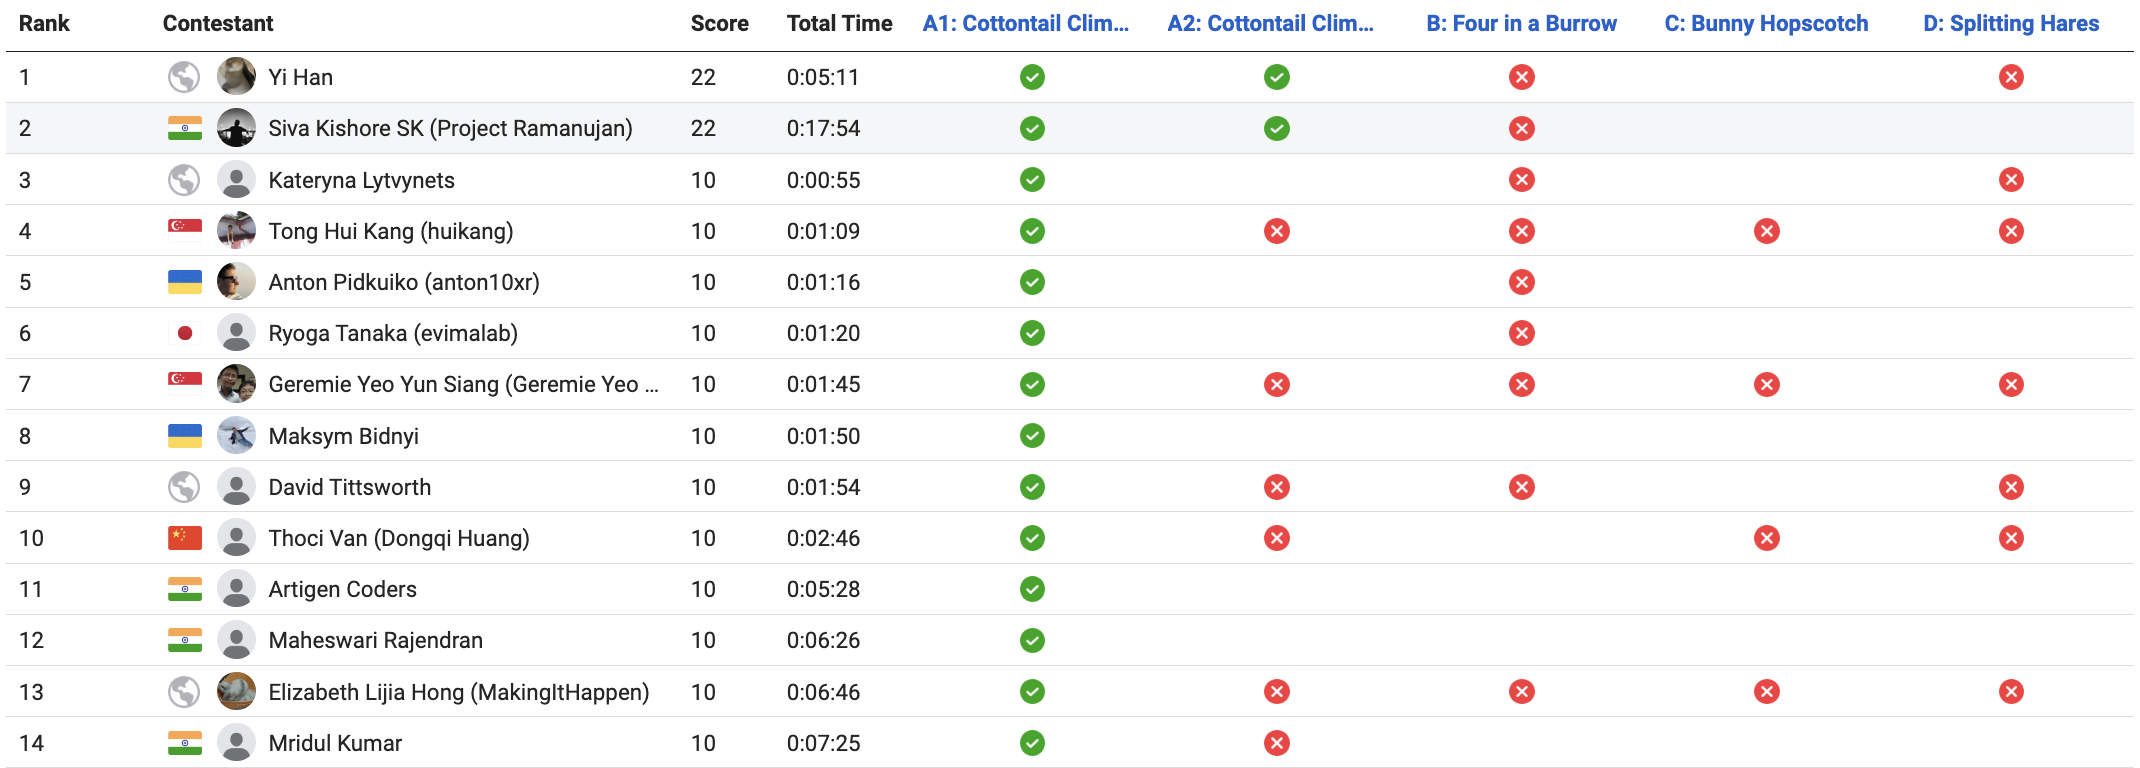 Rank Contestant Score Total Time A1: Cottontail Clim... A2: Cottontail Clim... B: Four in a Burrow C: Bunny Hopscotch D: Splitting Hares
1 Yi Han 22 0:05:11
2 Siva Kishore SK (Project Ramanujan) 22 0:17:54
3 Kateryna Lytvynets 10 0:00:55
4 Tong Hui Kang (huikang) 10 0:01:09
5 Anton Pidkuiko (anton10xr) 10 0:01:16
6 Ryoga Tanaka (evimalab) 10 0:01:20
7 Geremie Yeo Yun Siang (Geremie Yeo ... 10 0:01:45
8 Maksym Bidnyi 10 0:01:50
9 David Tittsworth 10 0:01:54
10 Thoci Van (Dongqi Huang) 10 0:02:46
11 Artigen Coders 10 0:05:28
12 Maheswari Rajendran 10 0:06:26
13 Elizabeth Lijia Hong (MakingItHappen) 10 0:06:46
14 Mridul Kumar 10 0:07:25